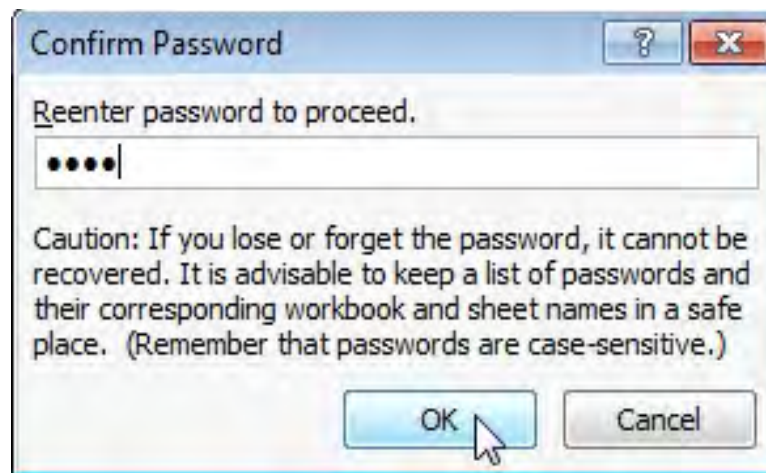 Confirm Password
Reenter password to proceed.
••••
Caution: If you lose or forget the password, it cannot be
recovered. It is advisable to keep a list of passwords and
their corresponding workbook and sheet names in a safe
place. (Remember that passwords are case-sensitive.)
OK Cancel